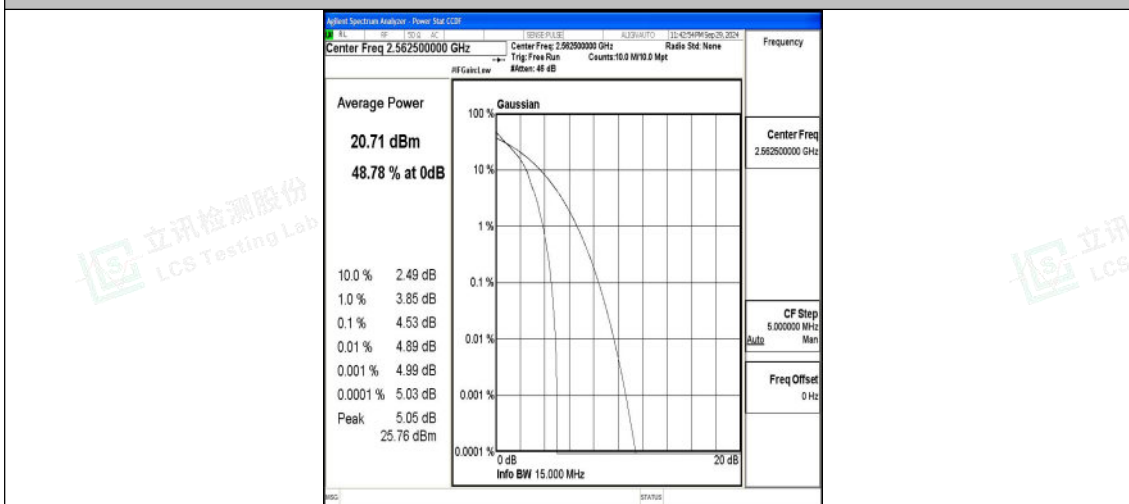 Agilent Spectrum Analyzer - Power Stat CCDF
RL RF 50 Ω AC SENSE:PULSE ALIGNAUTO 11:42:54PM Sep 29, 2024
Center Freq 2.562500000 GHz
Center Freq: 2.562500000 GHz Radio Std: None
Trig: Free Run Counts:10.0 M/10.0 Mpt
#IFGain:Low #Atten: 46 dB
Frequency
Average Power
20.71 dBm
48.78 % at 0dB
10.0 % 2.49 dB
1.0 % 3.85 dB
0.1 % 4.53 dB
0.01 % 4.89 dB
0.001 % 4.99 dB
0.0001 % 5.03 dB
Peak 5.05 dB
25.76 dBm
Gaussian
100 %
10 %
1 %
0.1 %
0.01 %
0.001 %
0.0001 %
0 dB 20 dB
Info BW 15.000 MHz
Center Freq
2.562500000 GHz
CF Step
5.000000 MHz
Auto Man
Freq Offset
0 Hz
MSG STATUS
立讯检测股份
LCS Testing Lab
立讯
LCS